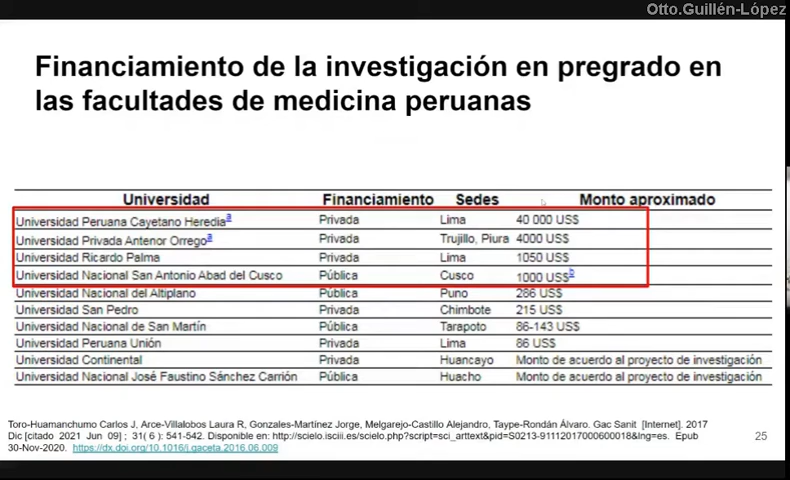 Otto.Guillén-López
Financiamiento de la investigación en pregrado en
las facultades de medicina peruanas
Universidad Financiamiento Sedes Monto aproximado
Universidad Peruana Cayetano Heredia a Privada Lima 40 000 US$
Universidad Privada Antenor Orrego a Privada Trujillo, Piura 4000 US$
Universidad Ricardo Palma Privada Lima 1050 US$
Universidad Nacional San Antonio Abad del Cusco Pública Cusco 1000 US$ b
Universidad Nacional del Altiplano Pública Puno 286 US$
Universidad San Pedro Privada Chimbote 215 US$
Universidad Nacional de San Martín Pública Tarapoto 86-143 US$
Universidad Peruana Unión Privada Lima 86 US$
Universidad Continental Privada Huancayo Monto de acuerdo al proyecto de investigación
Universidad Nacional José Faustino Sánchez Carrión Pública Huacho Monto de acuerdo al proyecto de investigación
Toro-Huamanchumo Carlos J, Arce-Villalobos Laura R, Gonzales-Martínez Jorge, Melgarejo-Castillo Alejandro, Taype-Rondán Álvaro. Gac Sanit [Internet]. 2017
Dic [citado 2021 Jun 09] ; 31( 6 ): 541-542. Disponible en: http://scielo.isciii.es/scielo.php?script=sci_arttext&pid=S0213-91112017000600018&lng=es. Epub
30-Nov-2020. https://dx.doi.org/10.1016/j.gaceta.2016.06.009
25